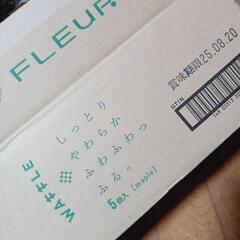 FLEUR
賞味期限25.08.20
WAFFLE
しっとり
やわらか
ふわふわっ
ふる。
5個入 [maple]